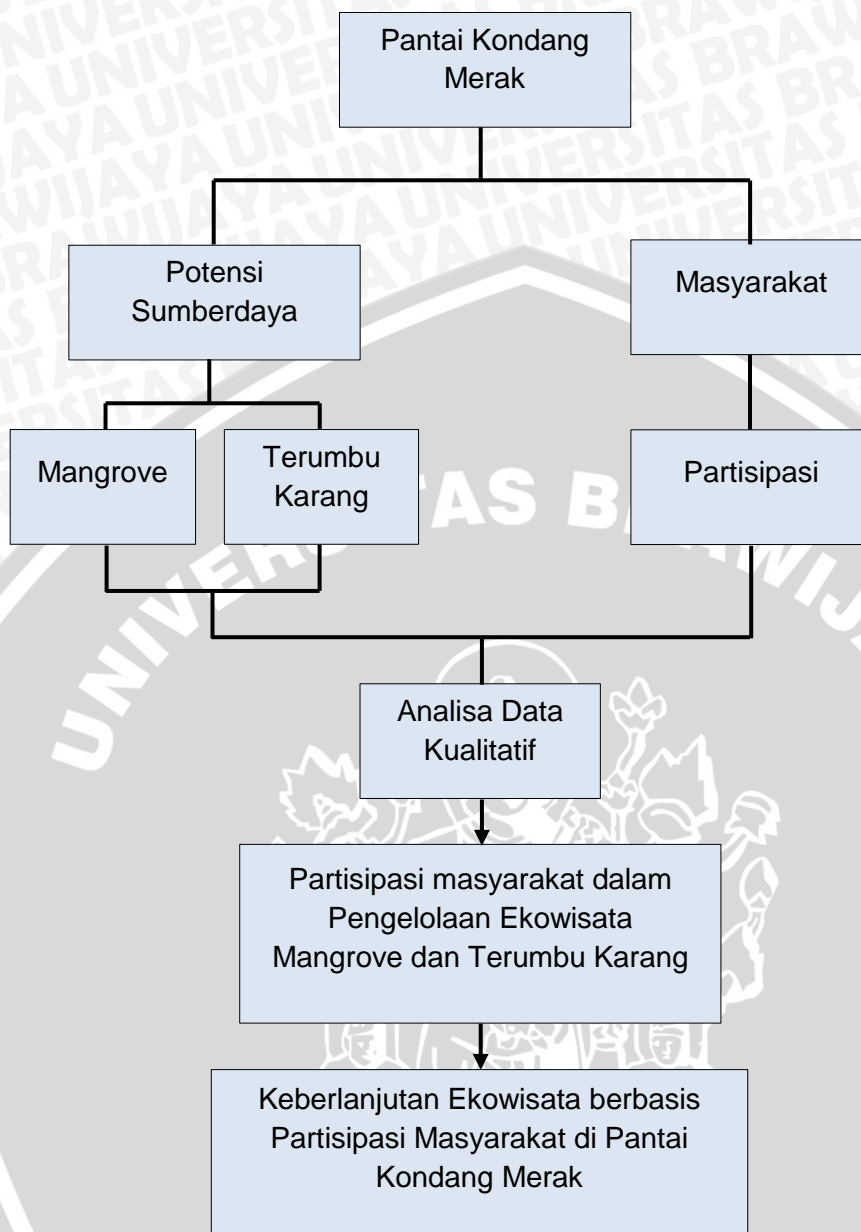 Pantai Kondang
Merak
Potensi
Sumberdaya
Masyarakat
Mangrove
Terumbu
Karang
Partisipasi
Analisa Data
Kualitatif
Partisipasi masyarakat dalam
Pengelolaan Ekowisata
Mangrove dan Terumbu Karang
Keberlanjutan Ekowisata berbasis
Partisipasi Masyarakat di Pantai
Kondang Merak